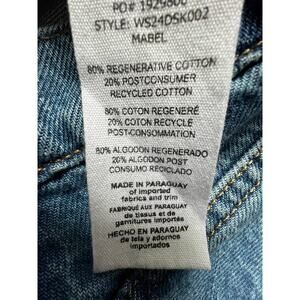 PO# 1929800
STYLE: WS24DSK002
MABEL
80% REGENERATIVE COTTON
20% POSTCONSUMER
RECYCLED COTTON
80% COTON REGENERÉ
20% COTON RECYCLÉ
POST-CONSOMMATION
80% ALGODON REGENERADO
20% ALGODON POST
CONSUMO RECICLADO
MADE IN PARAGUAY
of imported
fabrics and trim
FABRIQUÉ AUX PARAGUAY
de tissus et de
garnitures importés
HECHO EN PARAGUAY
de tela y adornos
importados